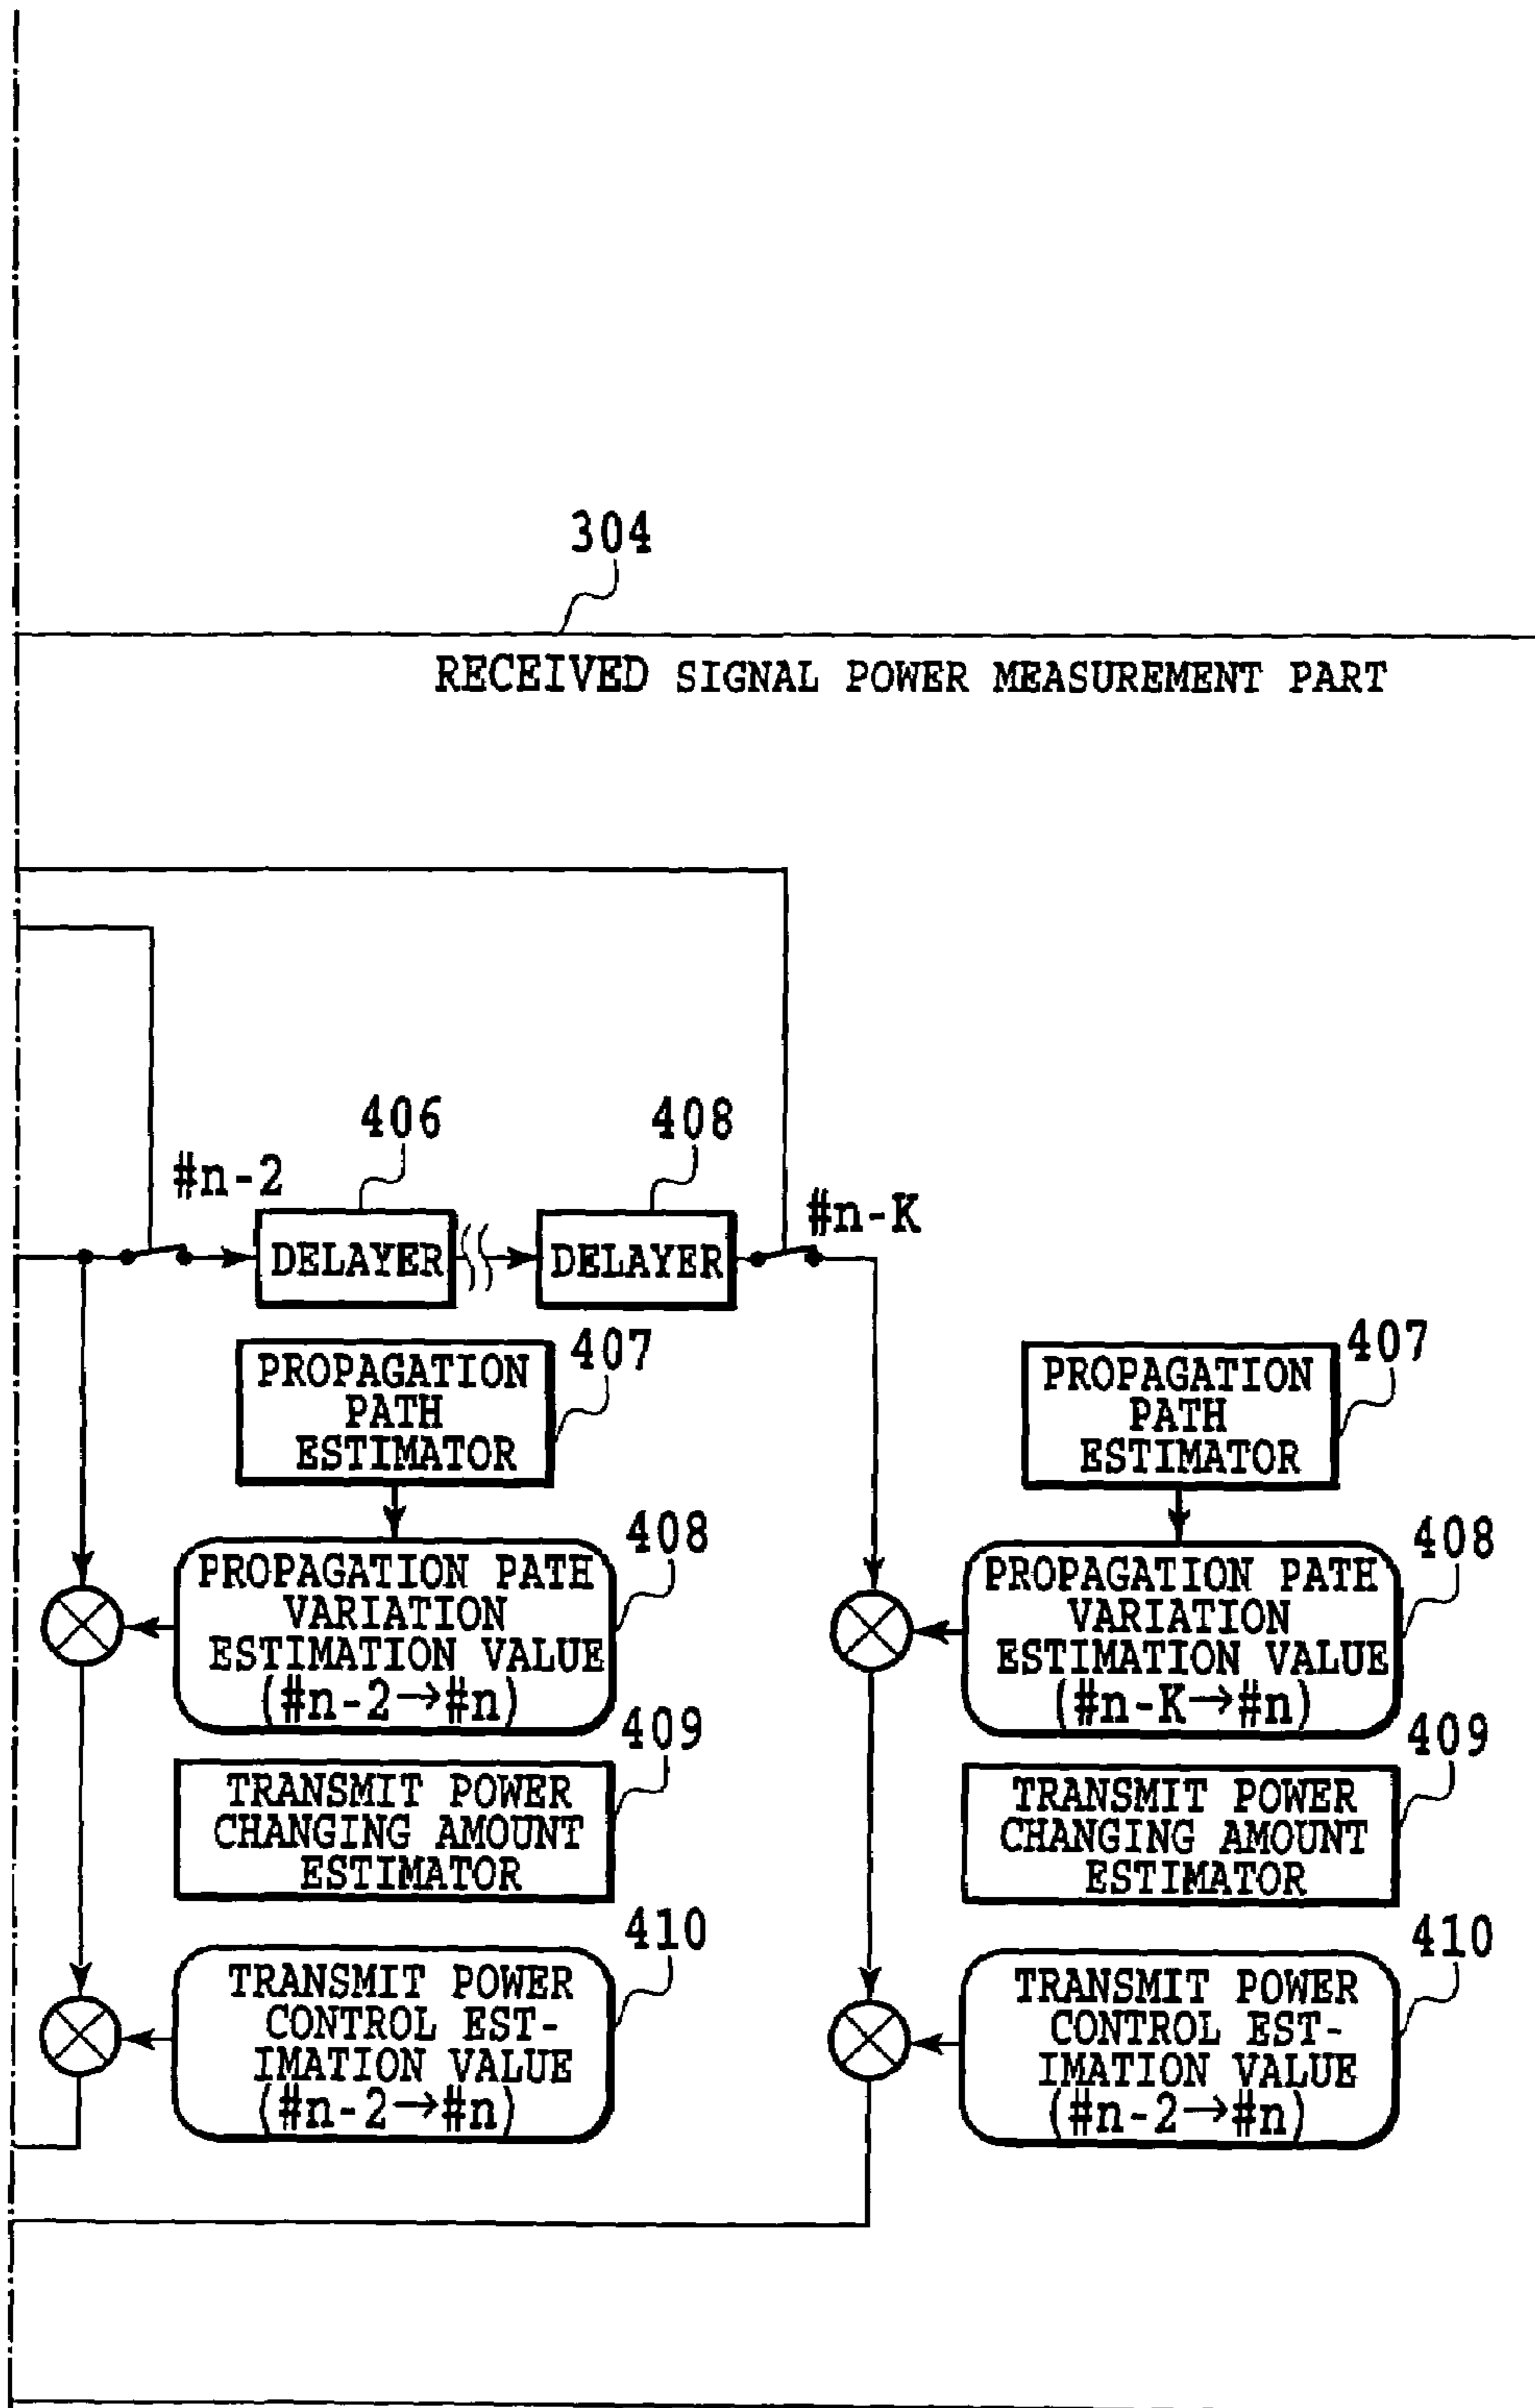 304
RECEIVED SIGNAL POWER MEASUREMENT PART
406
408
#n-2
#n-K
DELAYER
DELAYER
407
PROPAGATION
PATH
ESTIMATOR
407
PROPAGATION
PATH
ESTIMATOR
408
PROPAGATION PATH
VARIATION
ESTIMATION VALUE
(#n-2→#n)
408
PROPAGATION PATH
VARIATION
ESTIMATION VALUE
(#n-K→#n)
409
TRANSMIT POWER
CHANGING AMOUNT
ESTIMATOR
409
TRANSMIT POWER
CHANGING AMOUNT
ESTIMATOR
410
TRANSMIT POWER
CONTROL EST-
IMATION VALUE
(#n-2→#n)
410
TRANSMIT POWER
CONTROL EST-
IMATION VALUE
(#n-2→#n)